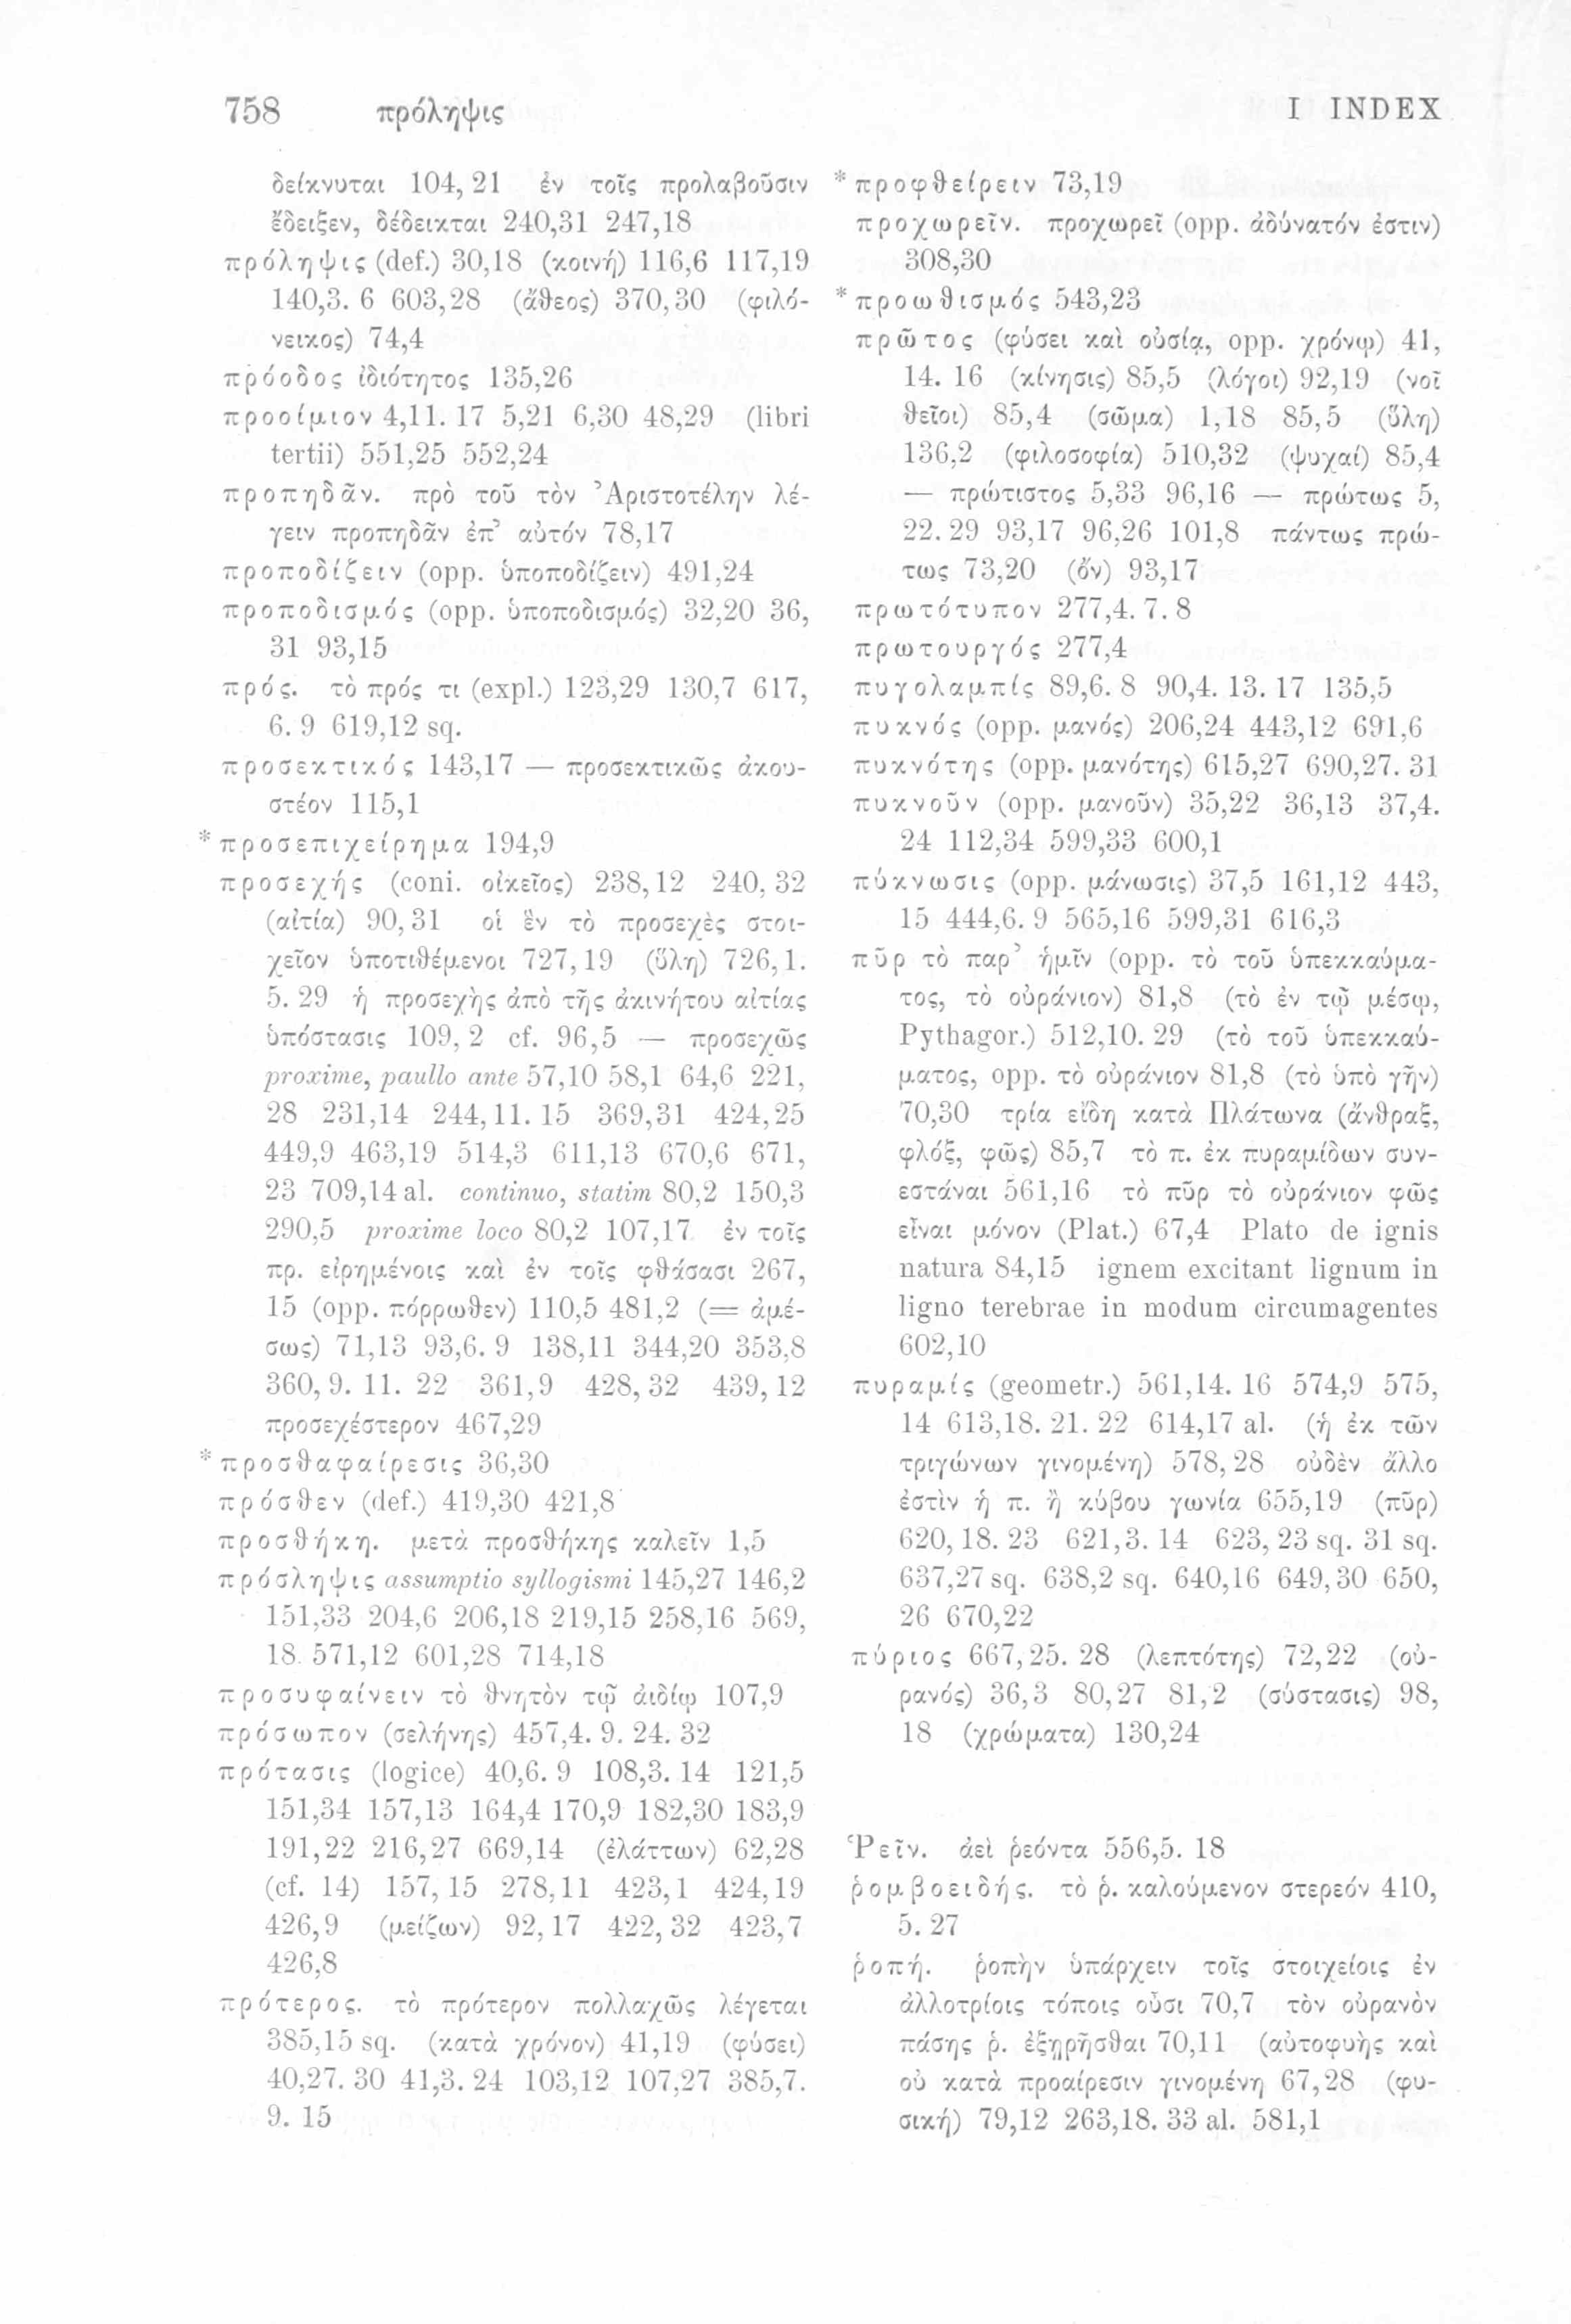 758 πρόληψις I INDEX
δείκνυται 104, 21 ἐν τοῖς προλαβοῦσιν
ἔδειξεν, δέδεικται 240,31 247,18
πρόληψις (def.) 30,18 (κοινή) 116,6 117,19
140,3. 6 603,28 (ἄθεος) 370,30 (φιλό-
νεικος) 74,4
πρόοδος ἰδιότητος 135,26
προοίμιον 4,11. 17 5,21 6,30 48,29 (libri
tertii) 551,25 552,24
προπηδᾶν. πρὸ τοῦ τὸν Ἀριστοτέλην λέ-
γειν προπηδᾶν ἐπ’ αὐτόν 78,17
προποδίζειν (opp. ὑποποδίζειν) 491,24
προποδισμός (opp. ὑποποδισμός) 32,20 36,
31 93,15
πρός. τὸ πρός τι (expl.) 123,29 130,7 617,
6. 9 619,12 sq.
προσεκτικός 143,17 — προσεκτικῶς ἀκου-
στέον 115,1
*προσεπιχείρημα 194,9
προσεχής (coni. οἰκεῖος) 238,12 240,32
(αἰτία) 90,31 οἱ ἓν τὸ προσεχὲς στοι-
χεῖον ὑποτιθέμενοι 727,19 (ὕλη) 726,1.
5. 29 ἡ προσεχὴς ἀπὸ τῆς ἀκινήτου αἰτίας
ὑπόστασις 109, 2 cf. 96,5 — προσεχῶς
proxime, paullo ante 57,10 58,1 64,6 221,
28 231,14 244,11. 15 369,31 424,25
449,9 463,19 514,3 611,13 670,6 671,
23 709,14 al. continuo, statim 80,2 150,3
290,5 proxime loco 80,2 107,17 ἐν τοῖς
πρ. εἰρημένοις καὶ ἐν τοῖς φθάσασι 267,
15 (opp. πόρρωθεν) 110,5 481,2 (= ἀμέ-
σως) 71,13 93,6. 9 138,11 344,20 353,8
360, 9. 11. 22 361,9 428,32 439,12
προσεχέστερον 467,29
*προσθαφαίρεσις 36,30
πρόσθεν (def.) 419,30 421,8
προσθήκη. μετὰ προσθήκης καλεῖν 1,5
πρόσληψις assumptio syllogismi 145,27 146,2
151,33 204,6 206,18 219,15 258,16 569,
18. 571,12 601,28 714,18
προσυφαίνειν τὸ θνητὸν τῷ ἀιδίῳ 107,9
πρόσωπον (σελήνης) 457,4. 9. 24. 32
πρότασις (logice) 40,6. 9 108,3. 14 121,5
151,34 157,13 164,4 170,9 182,30 183,9
191,22 216,27 669,14 (ἐλάττων) 62,28
(cf. 14) 157,15 278,11 423,1 424,19
426,9 (μείζων) 92,17 422,32 423,7
426,8
πρότερος. τὸ πρότερον πολλαχῶς λέγεται
385,15 sq. (κατὰ χρόνον) 41,19 (φύσει)
40,27. 30 41,3. 24 103,12 107,27 385,7.
9. 15
*προφθείρειν 73,19
προχωρεῖν. προχωρεῖ (opp. ἀδύνατόν ἐστιν)
308,30
*προωθισμός 543,23
πρῶτος (φύσει καὶ οὐσίᾳ, opp. χρόνῳ) 41,
14. 16 (κίνησις) 85,5 (λόγοι) 92,19 (νοῖ
θεῖοι) 85,4 (σῶμα) 1,18 85,5 (ὕλη)
136,2 (φιλοσοφία) 510,32 (ψυχαί) 85,4
— πρώτιστος 5,33 96,16 — πρώτως 5,
22. 29 93,17 96,26 101,8 πάντως πρώ-
τως 73,20 (ὄν) 93,17
πρωτότυπον 277,4. 7. 8
πρωτουργός 277,4
πυγολαμπίς 89,6. 8 90,4. 13. 17 135,5
πυκνός (opp. μανός) 206,24 443,12 691,6
πυκνότης (opp. μανότης) 615,27 690,27. 31
πυκνοῦν (opp. μανοῦν) 35,22 36,13 37,4.
24 112,34 599,33 600,1
πύκνωσις (opp. μάνωσις) 37,5 161,12 443,
15 444,6. 9 565,16 599,31 616,3
πῦρ τὸ παρ’ ἡμῖν (opp. τὸ τοῦ ὑπεκκαύμα-
τος, τὸ οὐράνιον) 81,8 (τὸ ἐν τῷ μέσῳ,
Pythagor.) 512,10. 29 (τὸ τοῦ ὑπεκκαύ-
ματος, opp. τὸ οὐράνιον 81,8 (τὸ ὑπὸ γῆν)
70,30 τρία εἴδη κατὰ Πλάτωνα (ἄνθραξ,
φλόξ, φῶς) 85,7 τὸ π. ἐκ πυραμίδων συν-
εστάναι 561,16 τὸ πῦρ τὸ οὐράνιον φῶς
εἶναι μόνον (Plat.) 67,4 Plato de ignis
natura 84,15 ignem excitant lignum in
ligno terebrae in modum circumagentes
602,10
πυραμίς (geometr.) 561,14. 16 574,9 575,
14 613,18. 21. 22 614,17 al. (ἡ ἐκ τῶν
τριγώνων γινομένη) 578,28 οὐδὲν ἄλλο
ἐστὶν ἡ π. ἢ κύβου γωνία 655,19 (πῦρ)
620,18. 23 621,3. 14 623, 23 sq. 31 sq.
637,27 sq. 638,2 sq. 640,16 649,30 650,
26 670,22
πύριος 667,25. 28 (λεπτότης) 72,22 (οὐ-
ρανός) 36,3 80,27 81,2 (σύστασις) 98,
18 (χρώματα) 130,24
Ῥεῖν. ἀεὶ ῥεόντα 556,5. 18
ῥομβοειδής. τὸ ῥ. καλούμενον στερεόν 410,
5. 27
ῥοπή. ῥοπὴν ὑπάρχειν τοῖς στοιχείοις ἐν
ἀλλοτρίοις τόποις οὖσι 70,7 τὸν οὐρανὸν
πάσης ῥ. ἐξῃρῆσθαι 70,11 (αὐτοφυὴς καὶ
οὐ κατὰ προαίρεσιν γινομένη 67,28 (φυ-
σική) 79,12 263,18. 33 al. 581,1